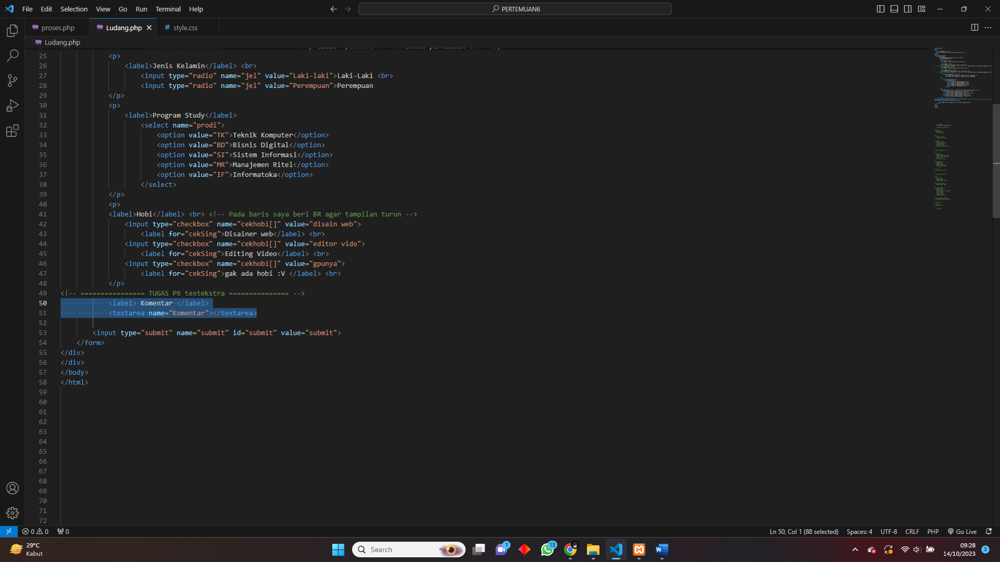 File Edit Selection View Go Run Terminal Help
PERTEMUAN6
proses.php Ludang.php style.css
Ludang.php
25 <p>
26 <label>Jenis Kelamin</label> <br>
27 <input type="radio" name="jel" value="Laki-laki">Laki-Laki <br>
28 <input type="radio" name="jel" value="Perempuan">Perempuan
29 </p>
30 <p>
31 <label>Program Study</label>
32 <select name="prodi">
33 <option value="TK">Teknik Komputer</option>
34 <option value="BD">Bisnis Digital</option>
35 <option value="SI">Sistem Informasi</option>
36 <option value="MR">Manajemen Ritel</option>
37 <option value="IF">Informatoka</option>
38 </select>
39 </p>
40 <p>
41 <label>Hobi</label> <br> <!-- Pada baris saya beri BR agar tampilan turun -->
42 <input type="checkbox" name="cekhobi[]" value="disain web">
43 <label for="cekSing">Disainer web</label> <br>
44 <input type="checkbox" name="cekhobi[]" value="editor vido">
45 <label for="cekSing">Editing Video</label> <br>
46 <input type="checkbox" name="cekhobi[]" value="gpunya">
47 <label for="cekSing">gak ada hobi :V </label> <br>
48 </p>
49 <!-- ================ TUGAS P6 textekstra =============== -->
50 <label> Komentar </label>
51 <textarea name="Komentar"></textarea>
52
53 <input type="submit" name="submit" id="submit" value="submit">
54 </form>
55 </div>
56 </div>
57 </body>
58 </html>
59
60
61
62
63
64
65
66
67
68
69
70
71
72
0 0 0
Ln 50, Col 1 (88 selected) Spaces: 4 UTF-8 CRLF PHP Go Live
29°C
Kabut
Search
1
13
09:28
14/10/2023
3